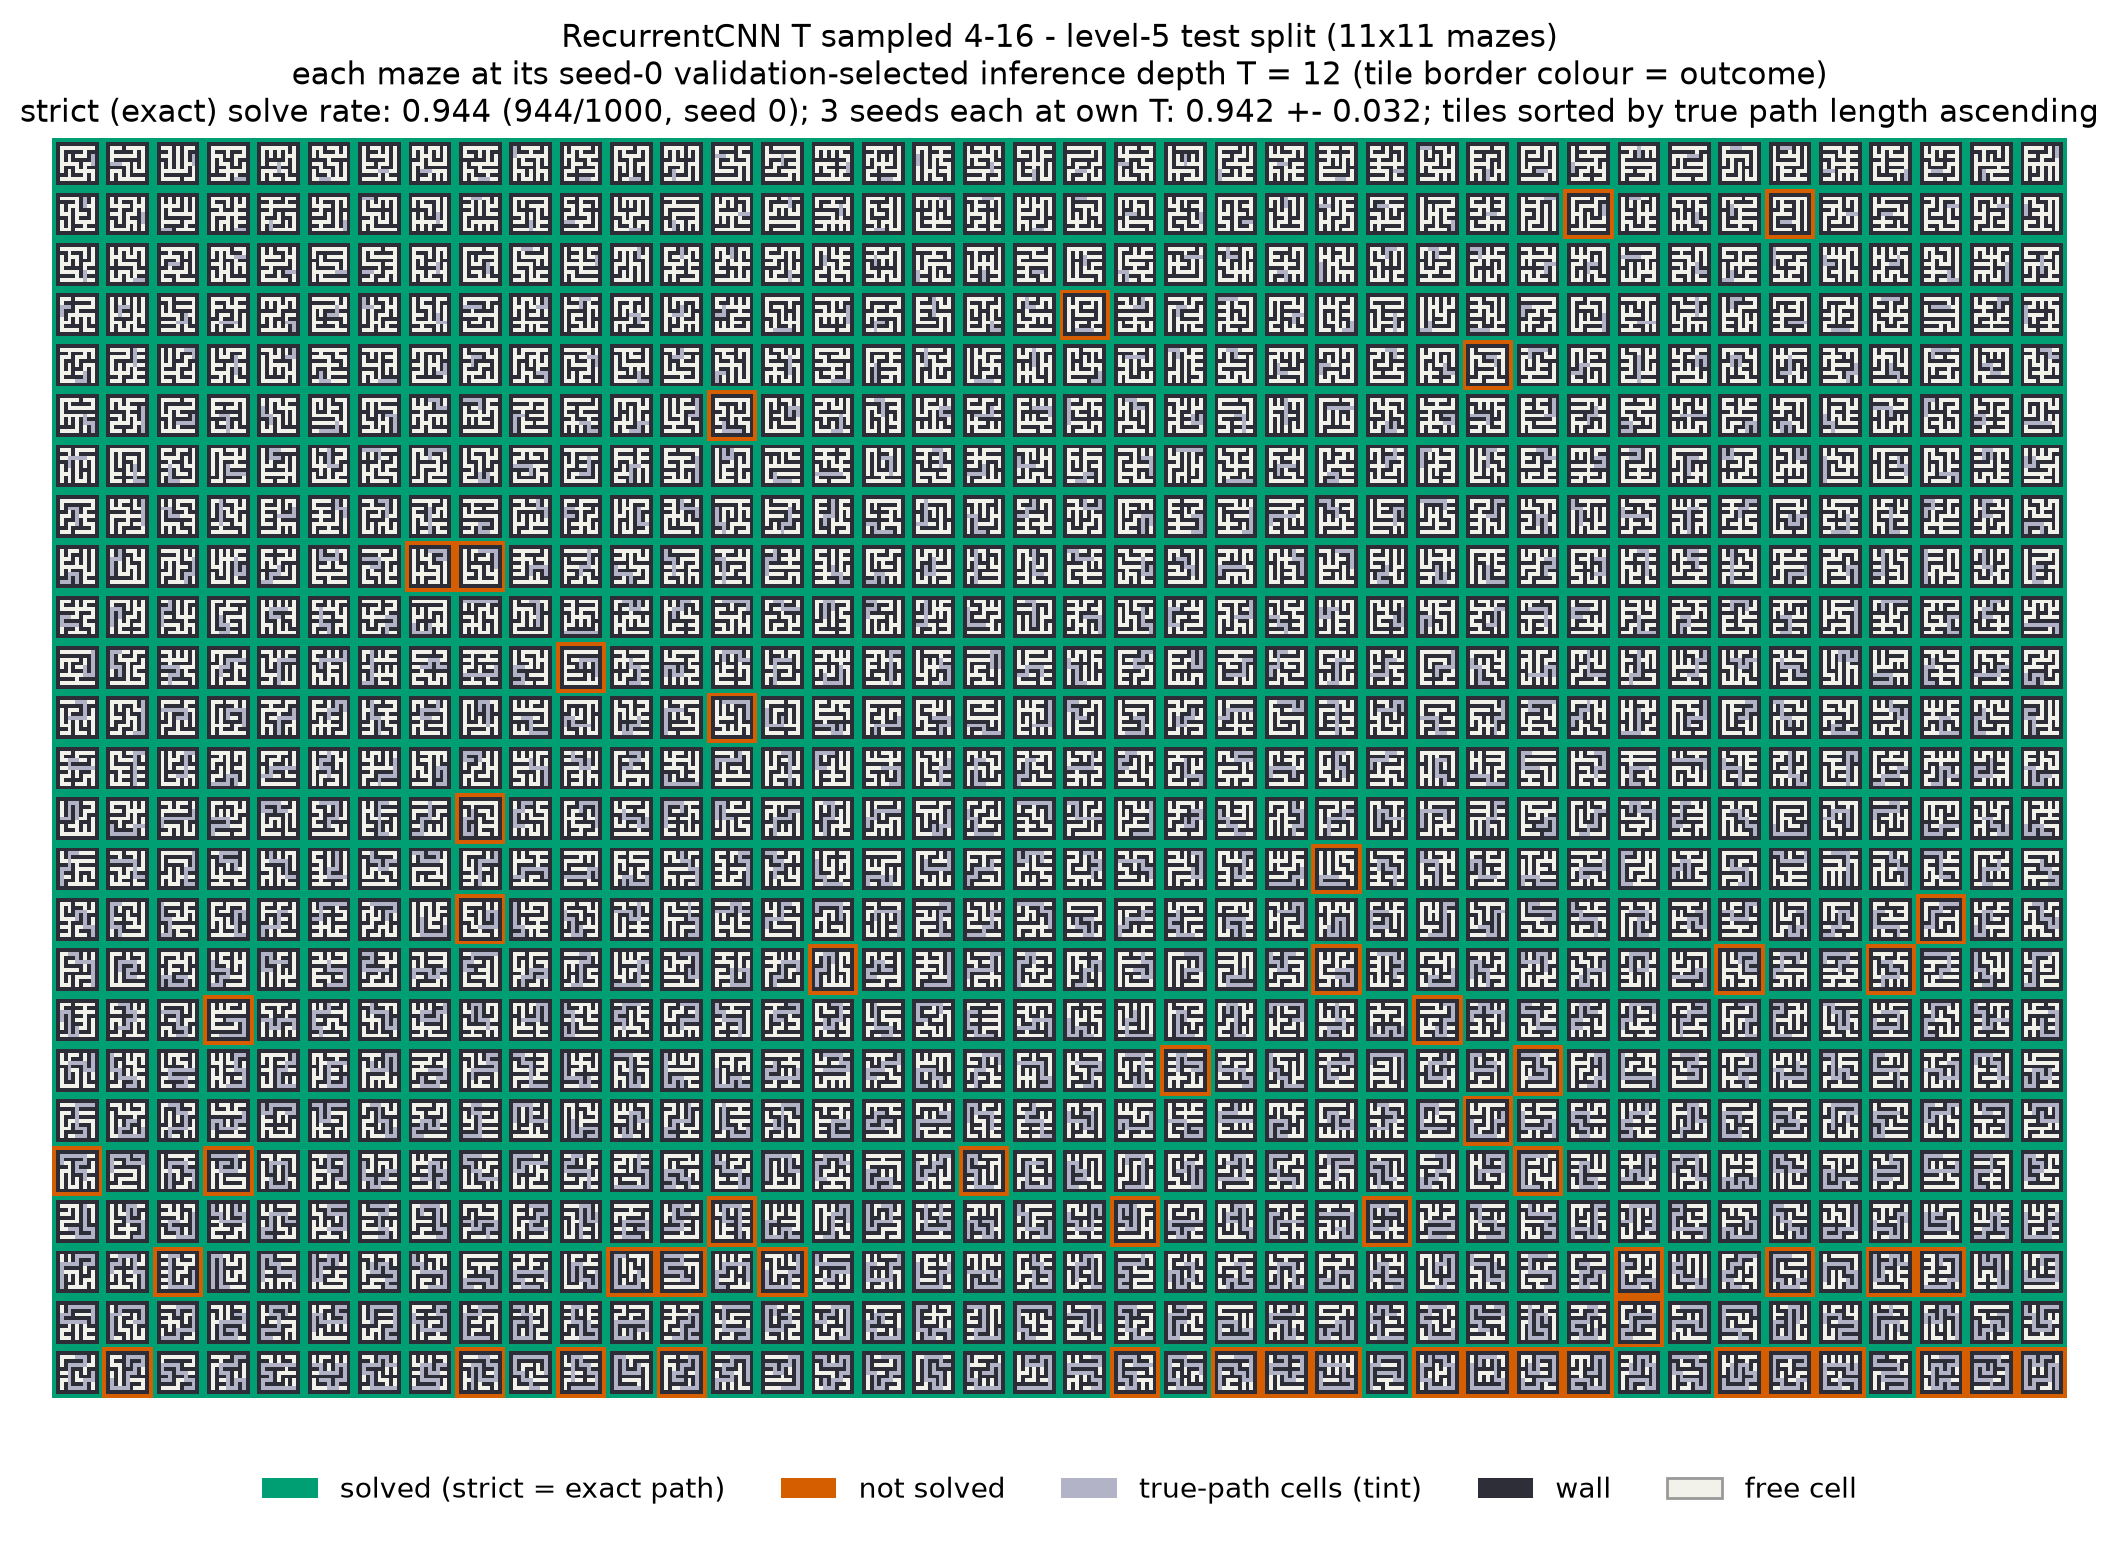 RecurrentCNN T sampled 4-16 - level-5 test split (11x11 mazes)
each maze at its seed-0 validation-selected inference depth T = 12 (tile border colour = outcome)
strict (exact) solve rate: 0.944 (944/1000, seed 0); 3 seeds each at own T: 0.942 +- 0.032; tiles sorted by true path length ascending
solved (strict = exact path)
not solved
true-path cells (tint)
wall
free cell